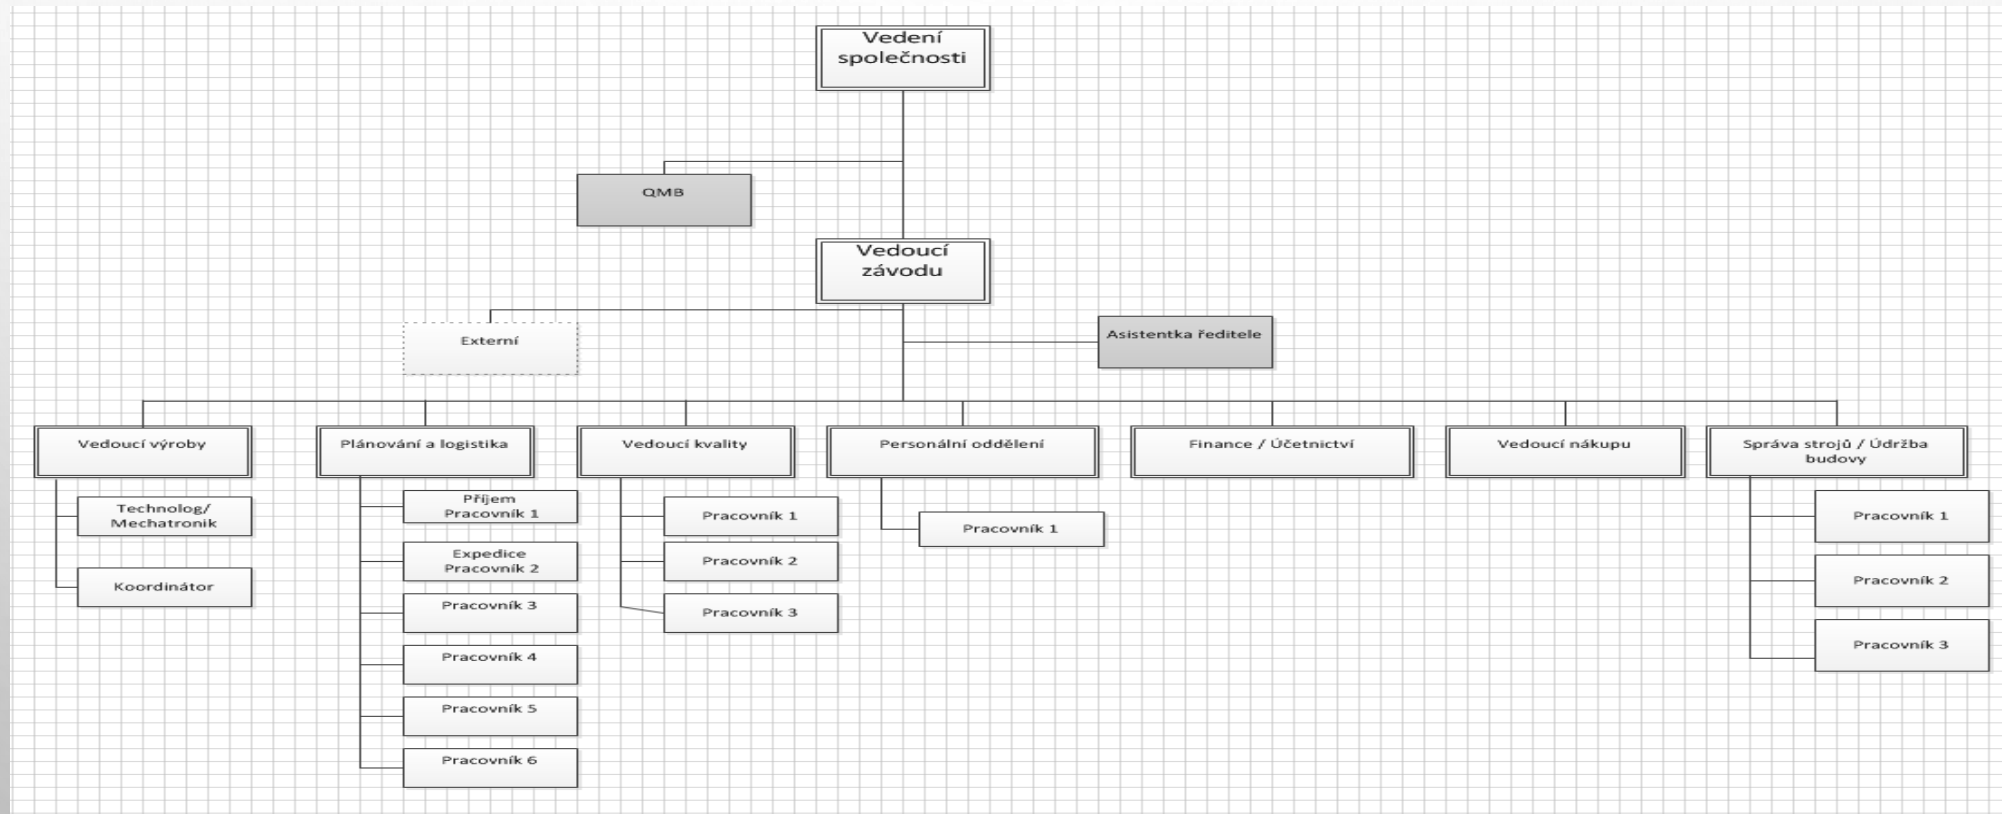 Vedení
společnosti
QMB
Vedoucí
závodu
Externí
Asistentka ředitele
Vedoucí výroby
Plánování a logistika
Vedoucí kvality
Personální oddělení
Finance / Účetnictví
Vedoucí nákupu
Správa strojů / Údržba
budovy
Technolog/
Mechatronik
Koordinátor
Příjem
Pracovník 1
Expedice
Pracovník 2
Pracovník 3
Pracovník 4
Pracovník 5
Pracovník 6
Pracovník 1
Pracovník 2
Pracovník 3
Pracovník 1
Pracovník 1
Pracovník 2
Pracovník 3